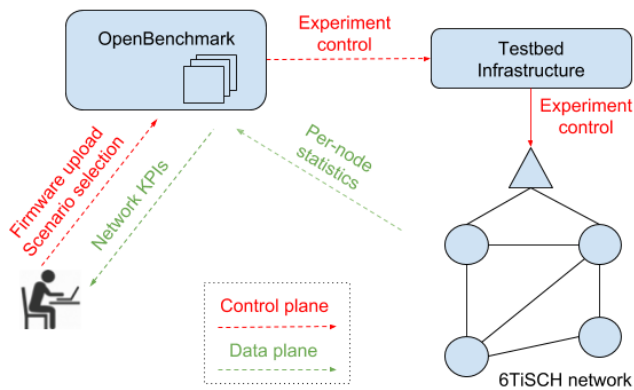 OpenBenchmark
Experiment
control
Testbed
Infrastructure
Experiment
control
Firmware upload
Scenario selection
Network KPIs
Per-node
statistics
Control plane
Data plane
6TiSCH network